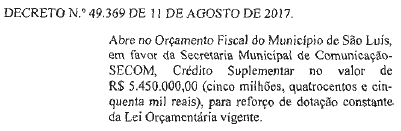 DECRETO N.º 49.369 DE 11 DE AGOSTO DE 2017.
Abre no Orçamento Fiscal do Município de São Luís,
em favor da Secretaria Municipal de Comunicação-
SECOM, Crédito Suplementar no valor de
R$ 5.450.000,00 (cinco milhões, quatrocentos e cin-
quenta mil reais), para reforço de dotação constante
da Lei Orçamentária vigente.